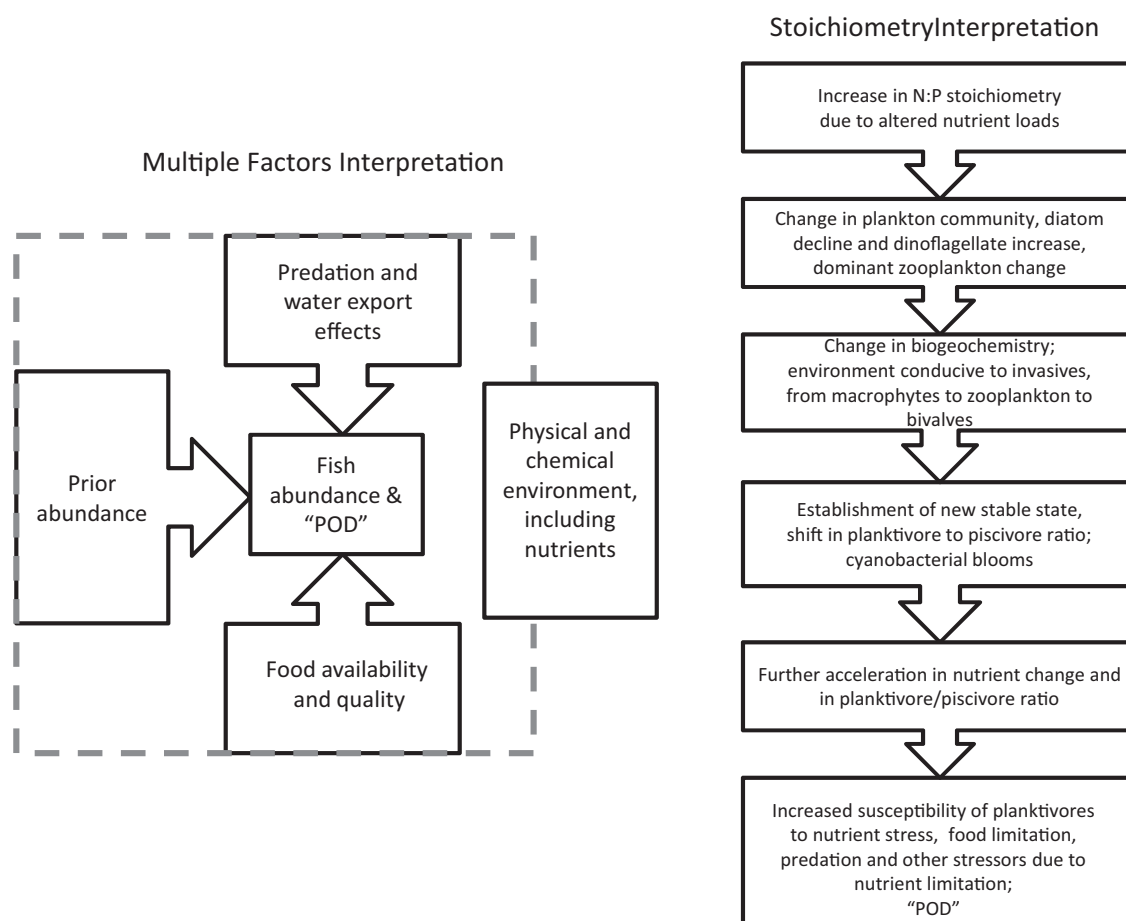 Multiple Factors Interpretation
Predation and
water export
effects
Prior
abundance
Fish
abundance &
“POD”
Physical and
chemical
environment,
including
nutrients
Food availability
and quality
StoichiometryInterpretation
Increase in N:P stoichiometry
due to altered nutrient loads
Change in plankton community, diatom
decline and dinoflagellate increase,
dominant zooplankton change
Change in biogeochemistry;
environment conducive to invasives,
from macrophytes to zooplankton to
bivalves
Establishment of new stable state,
shift in planktivore to piscivore ratio;
cyanobacterial blooms
Further acceleration in nutrient change and
in planktivore/piscivore ratio
Increased susceptibility of planktivores
to nutrient stress, food limitation,
predation and other stressors due to
nutrient limitation;
“POD”